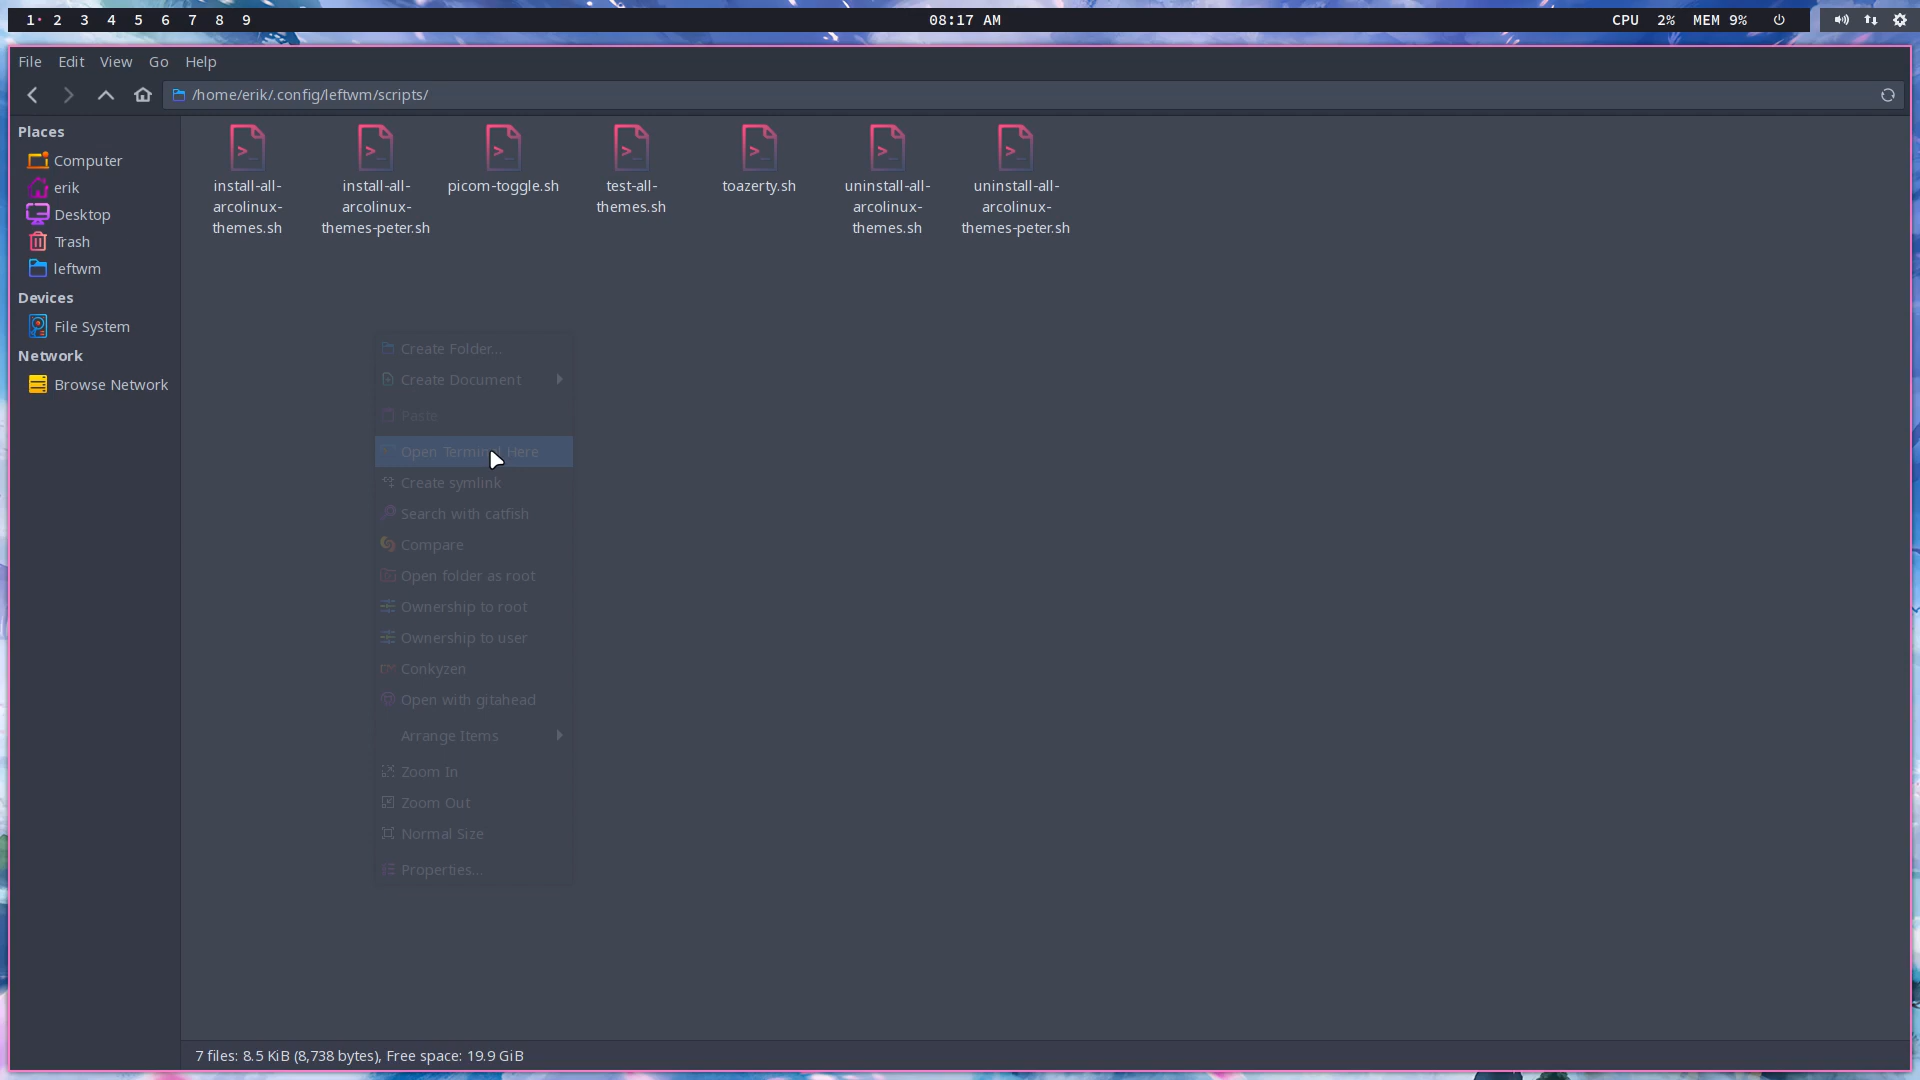 1 2 3 4 5 6 7 8 9 08:17 AM CPU 2% MEM 9%
File Edit View Go Help
/home/erik/.config/leftwm/scripts/
Places
Computer
erik
Desktop
Trash
leftwm
Devices
File System
Network
Browse Network
install-all-
arcolinux-
themes.sh
install-all-
arcolinux-
themes-peter.sh
picom-toggle.sh
test-all-
themes.sh
toazerty.sh
uninstall-all-
arcolinux-
themes.sh
uninstall-all-
arcolinux-
themes-peter.sh
Create Folder...
Create Document
Paste
Open Terminal Here
Create symlink
Search with catfish
Compare
Open folder as root
Ownership to root
Ownership to user
Conkyzen
Open with gitahead
Arrange Items
Zoom In
Zoom Out
Normal Size
Properties...
7 files: 8.5 KiB (8,738 bytes), Free space: 19.9 GiB